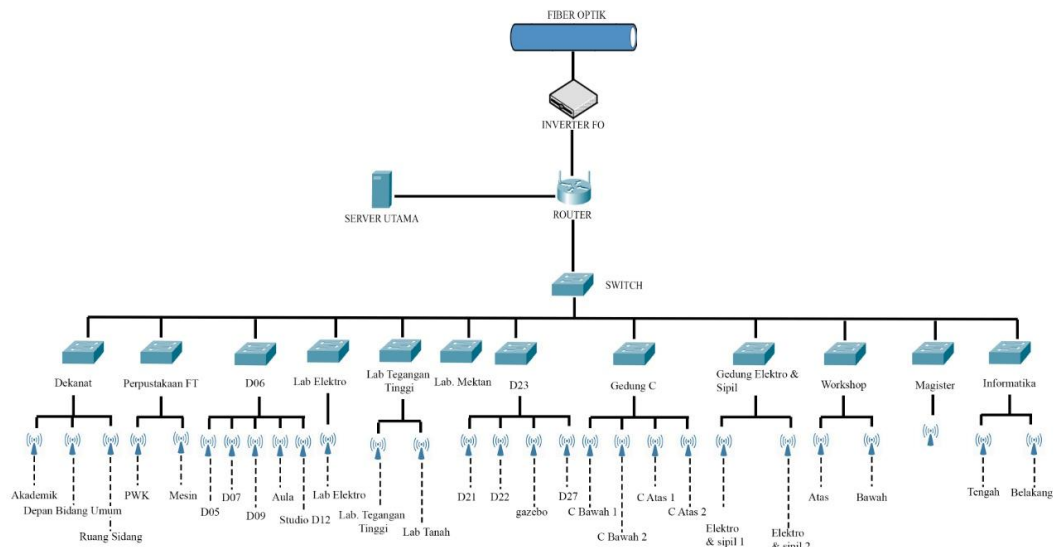 FIBER OPTIK
INVERTER FO
SERVER UTAMA
ROUTER
SWITCH
Dekanat
Perpustakaan FT
D06
Lab Elektro
Lab Tegangan
Tinggi
Lab. Mektan
D23
Gedung C
Gedung Elektro &
Sipil
Workshop
Magister
Informatika
Akademik
Depan Bidang Umum
Ruang Sidang
PWK
Mesin
D05
D07
D09
Aula
Studio D12
Lab Elektro
Lab. Tegangan
Tinggi
Lab Tanah
D21
D22
gazebo
D27
C Bawah 1
C Bawah 2
C Atas 1
C Atas 2
Elektro
& sipil 1
Elektro
& sipil 2
Atas
Bawah
Tengah
Belakang